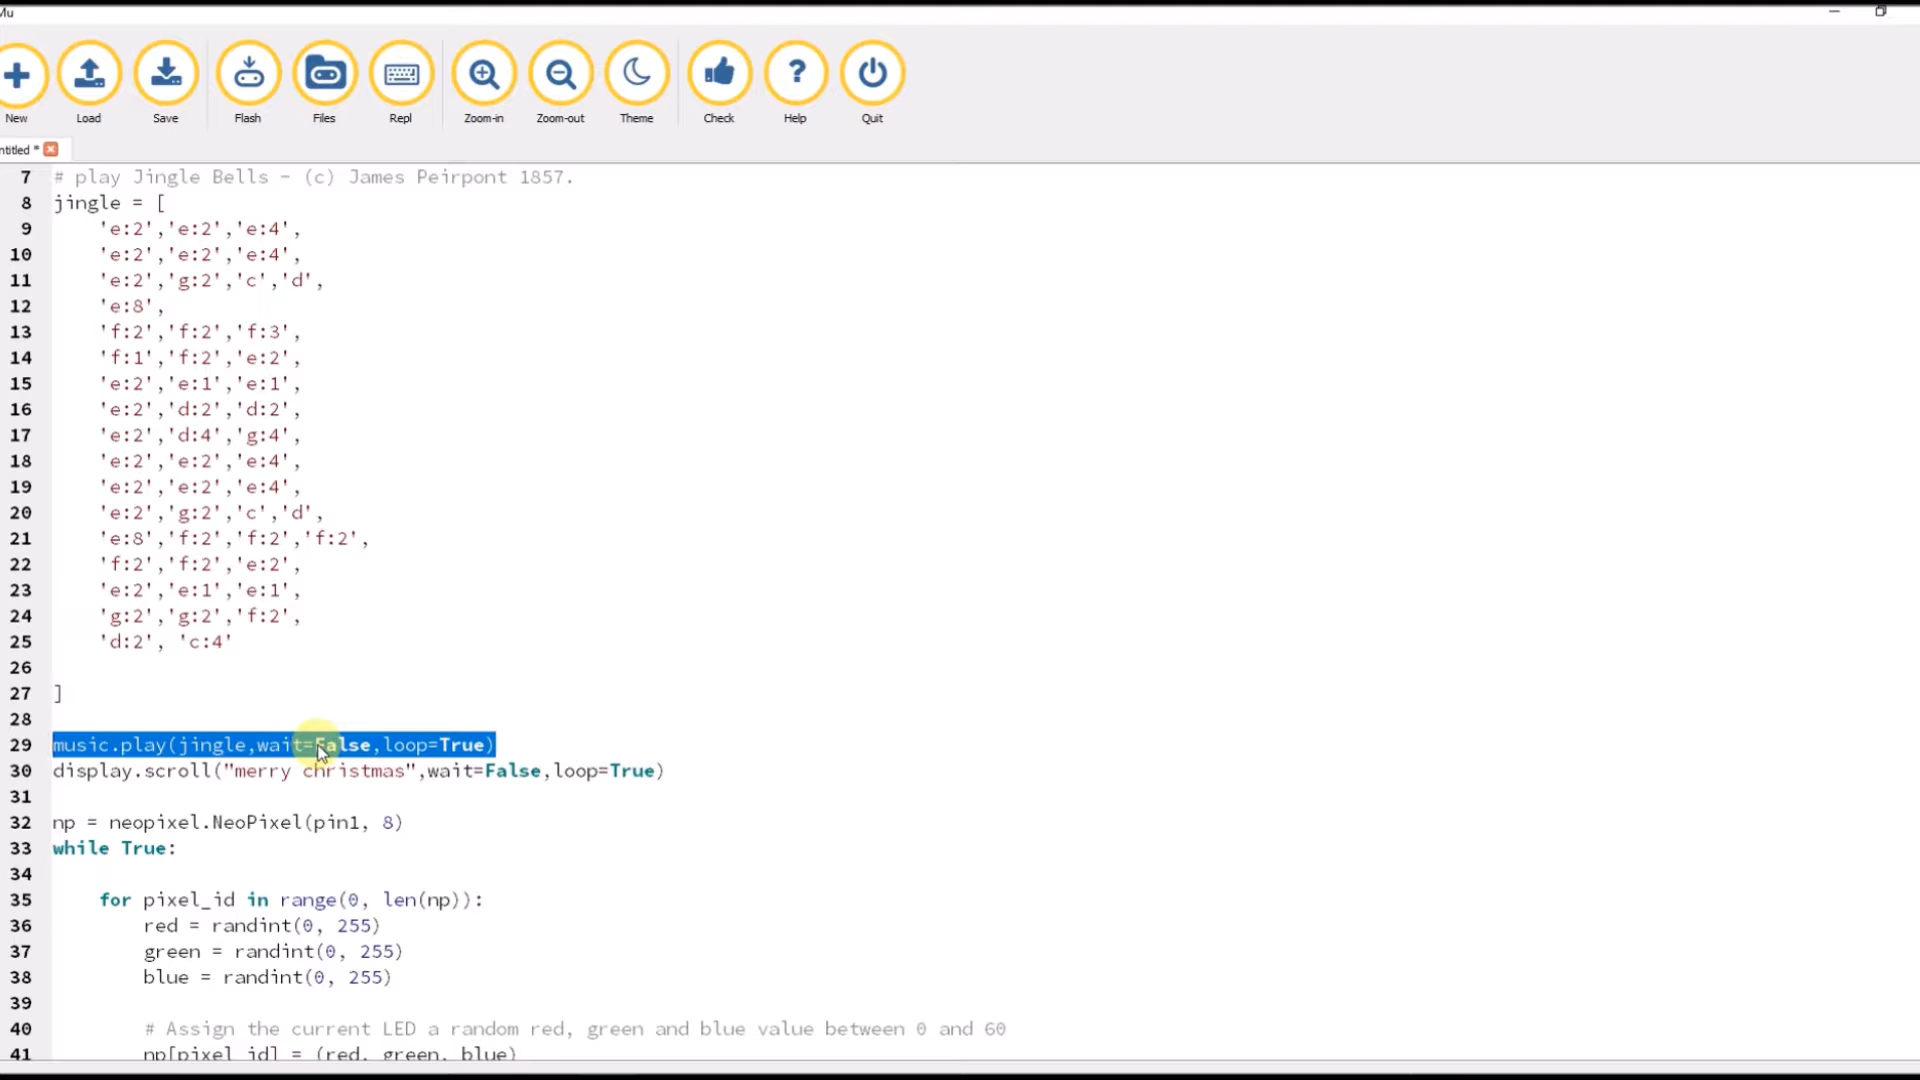 Mu
New Load Save Flash Files Repl Zoom-in Zoom-out Theme Check ? Help Quit
ntitled *
7 # play Jingle Bells - (c) James Peirpont 1857.
8 jingle = [
9 'e:2','e:2','e:4',
10 'e:2','e:2','e:4',
11 'e:2','g:2','c','d',
12 'e:8',
13 'f:2','f:2','f:3',
14 'f:1','f:2','e:2',
15 'e:2','e:1','e:1',
16 'e:2','d:2','d:2',
17 'e:2','d:4','g:4',
18 'e:2','e:2','e:4',
19 'e:2','e:2','e:4',
20 'e:2','g:2','c','d',
21 'e:8','f:2','f:2','f:2',
22 'f:2','f:2','e:2',
23 'e:2','e:1','e:1',
24 'g:2','g:2','f:2',
25 'd:2', 'c:4'
26
27 ]
28
29 music.play(jingle,wait=False,loop=True)
30 display.scroll("merry christmas",wait=False,loop=True)
31
32 np = neopixel.NeoPixel(pin1, 8)
33 while True:
34
35 for pixel_id in range(0, len(np)):
36 red = randint(0, 255)
37 green = randint(0, 255)
38 blue = randint(0, 255)
39
40 # Assign the current LED a random red, green and blue value between 0 and 60
41 np[pixel_id] = (red, green, blue)